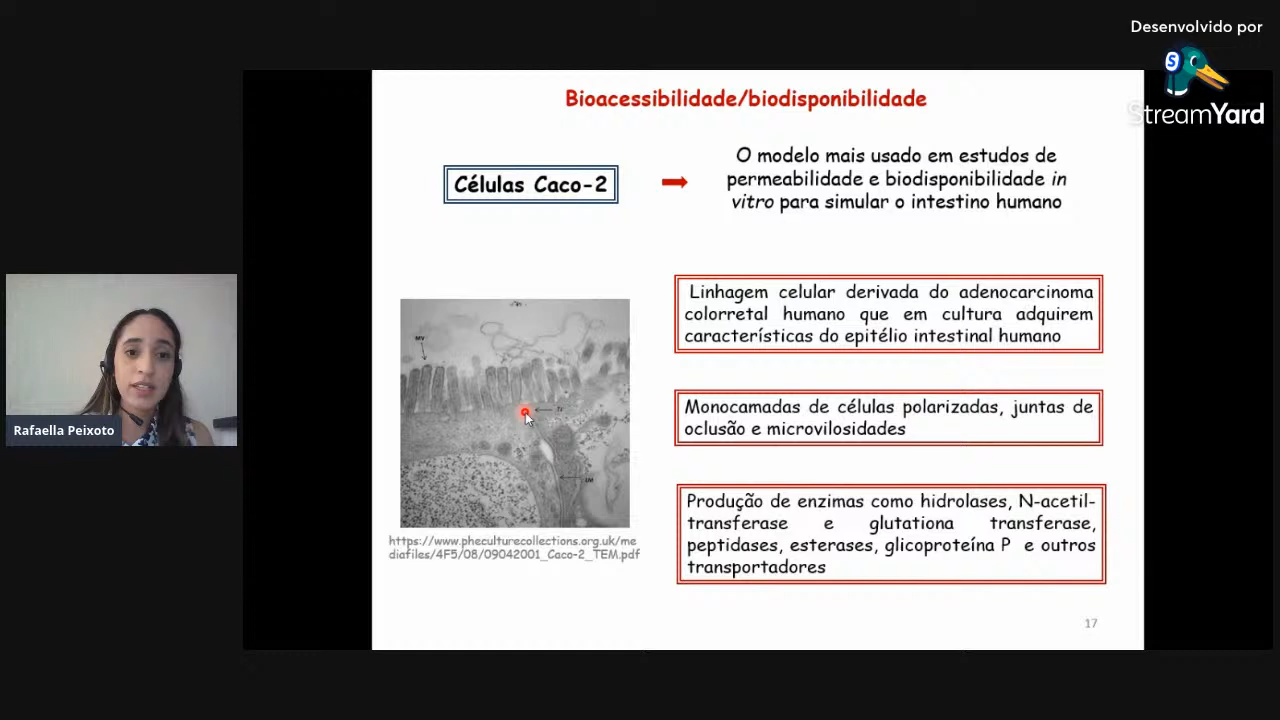 Desenvolvido por
S
StreamYard
Bioacessibilidade/biodisponibilidade
Células Caco-2
O modelo mais usado em estudos de
permeabilidade e biodisponibilidade in
vitro para simular o intestino humano
Linhagem celular derivada do adenocarcinoma
colorretal humano que em cultura adquirem
características do epitélio intestinal humano
MV
Monocamadas de células polarizadas, juntas de
oclusão e microvilosidades
Produção de enzimas como hidrolases, N-acetil-
transferase e glutationa transferase,
peptidases, esterases, glicoproteína P e outros
transportadores
https://www.pheculturecollections.org.uk/me
diafiles/4F5/08/09042001_Caco-2_TEM.pdf
17
Rafaella Peixoto